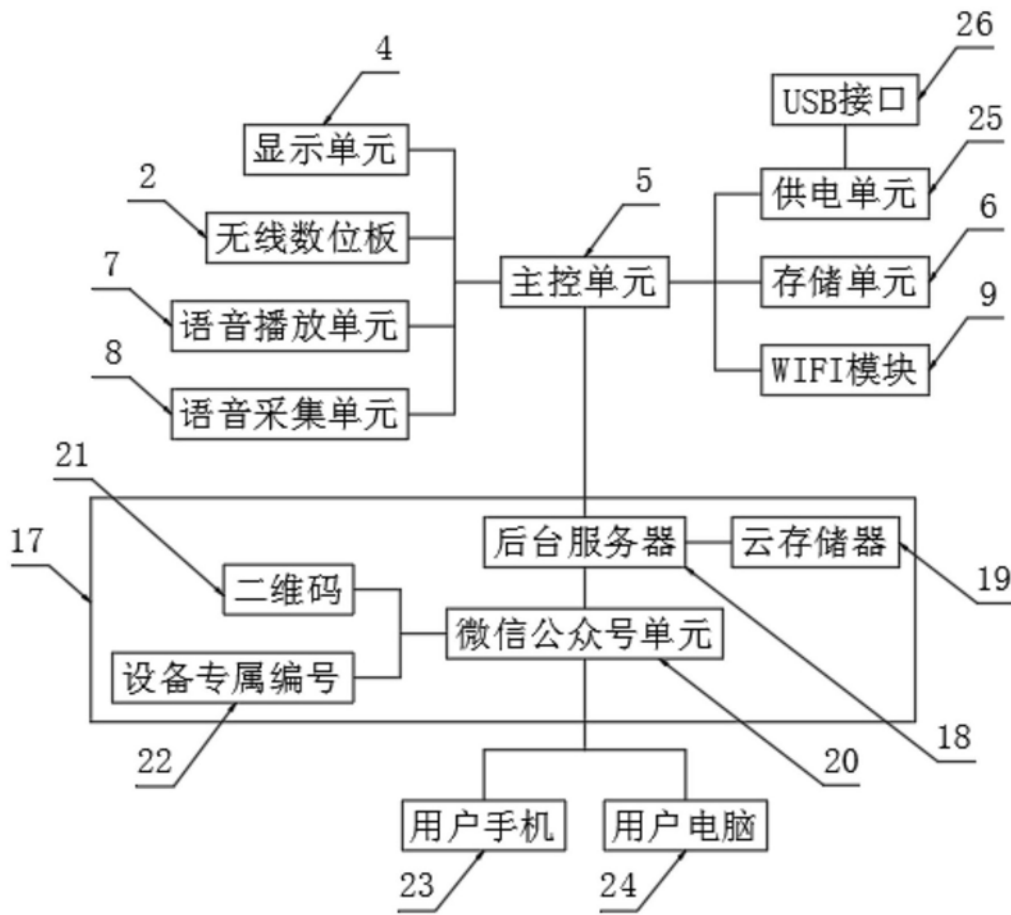 26
4
USB接口
25
显示单元
2
5
供电单元
6
无线数位板
7
主控单元
存储单元
9
语音播放单元
8
WIFI模块
语音采集单元
21
17
后台服务器
云存储器
19
二维码
微信公众号单元
设备专属编号
22
20
18
用户手机
用户电脑
23
24